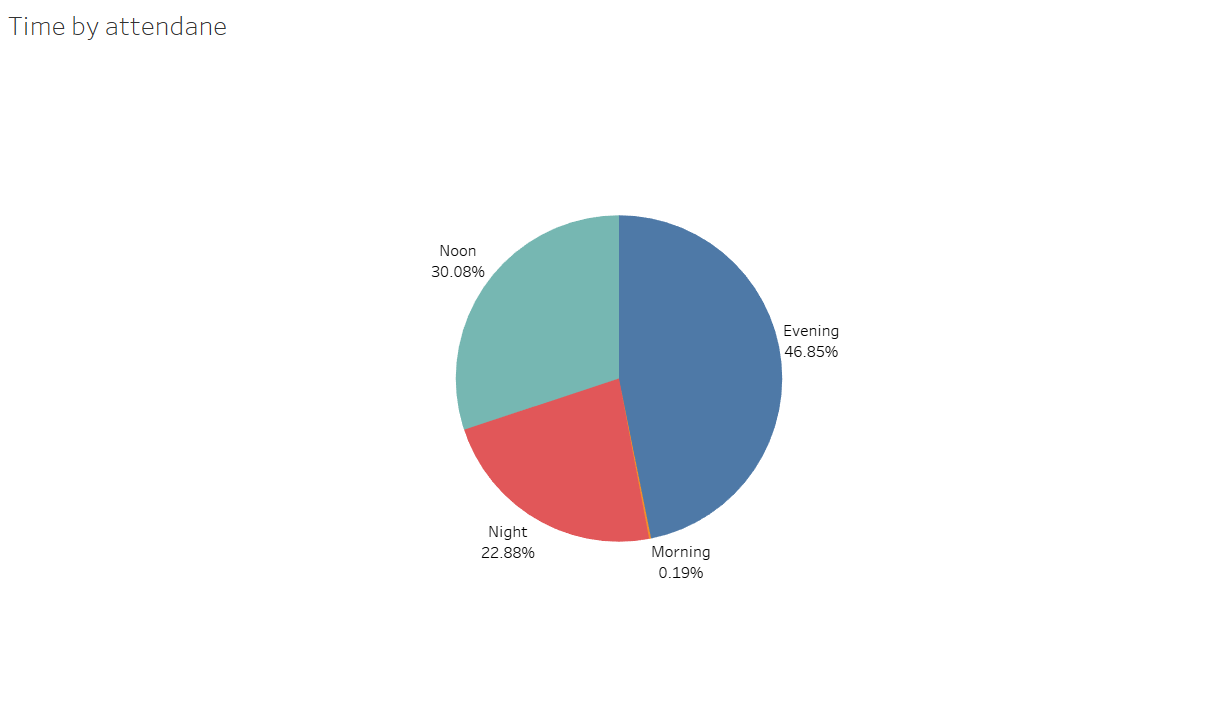 Time by attendane
Noon
30.08%
Evening
46.85%
Night
22.88%
Morning
0.19%